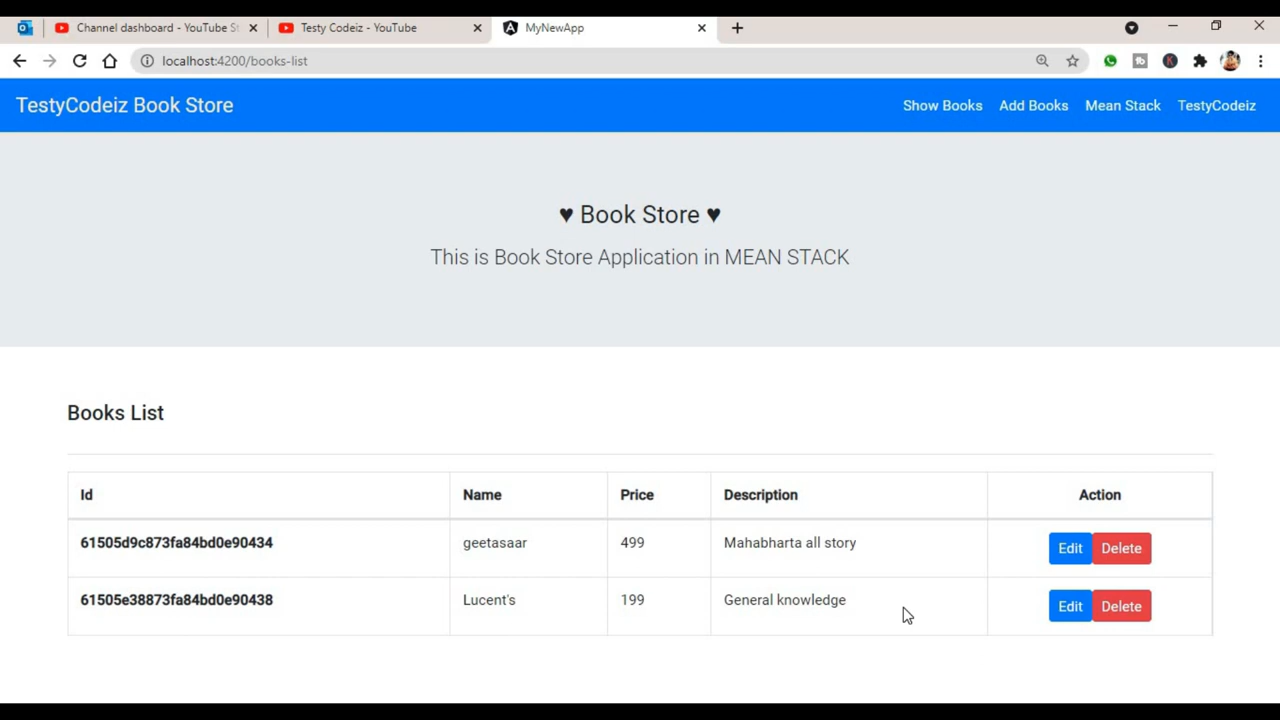 Channel dashboard - YouTube St
Testy Codeiz - YouTube
MyNewApp
localhost:4200/books-list
TestyCodeiz Book Store
Show Books
Add Books
Mean Stack
TestyCodeiz
♥ Book Store ♥
This is Book Store Application in MEAN STACK
Books List
Id Name Price Description Action
61505d9c873fa84bd0e90434 geetasaar 499 Mahabharta all story Edit Delete
61505e38873fa84bd0e90438 Lucent's 199 General knowledge Edit Delete